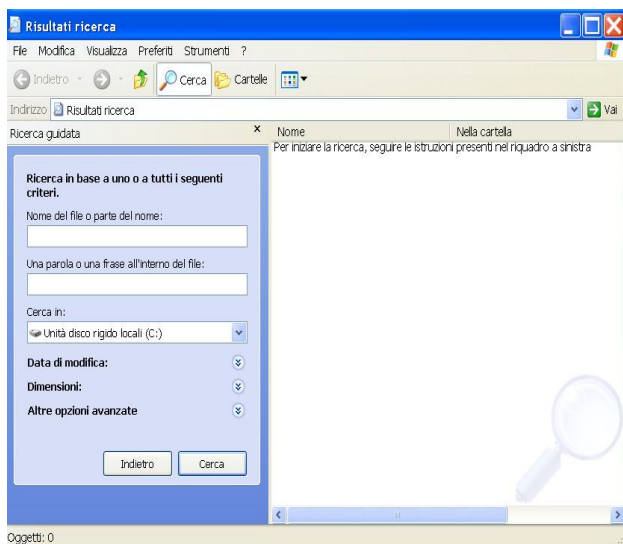 Risultati ricerca
File Modifica Visualizza Preferiti Strumenti ?
Indietro Cerca Cartelle
Indirizzo Risultati ricerca Vai
Ricerca guidata x
Nome Nella cartella
Per iniziare la ricerca, seguire le istruzioni presenti nel riquadro a sinistra
Ricerca in base a uno o a tutti i seguenti
criteri.
Nome del file o parte del nome:
Una parola o una frase all'interno del file:
Cerca in:
Unità disco rigido locali (C:)
Data di modifica:
Dimensioni:
Altre opzioni avanzate
Indietro Cerca
Oggetti: 0